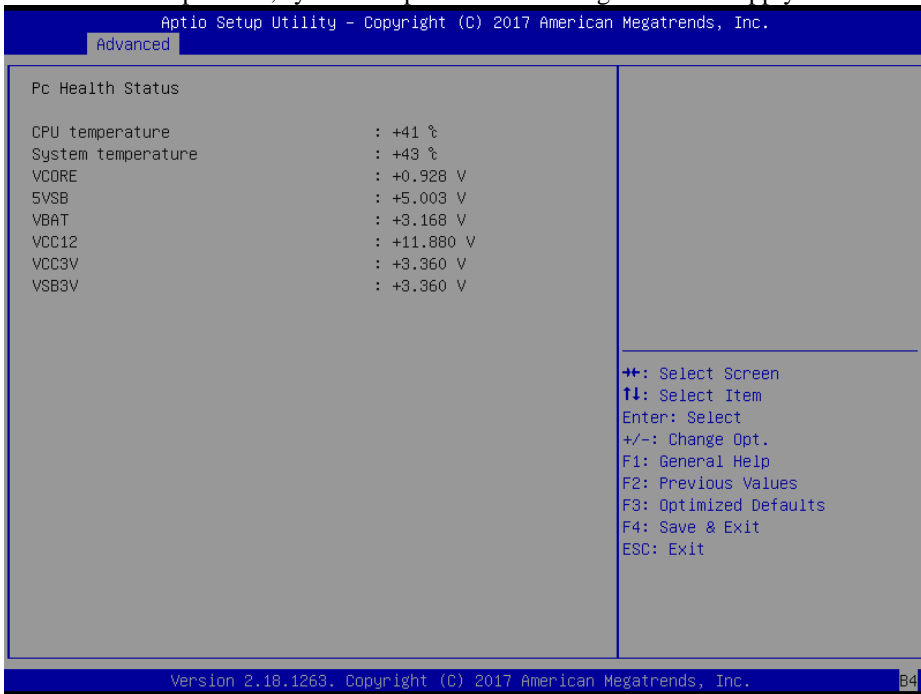 Aptio Setup Utility – Copyright (C) 2017 American Megatrends, Inc.
Advanced
Pc Health Status
CPU temperature : +41 ℃
System temperature : +43 ℃
VCORE : +0.928 V
5VSB : +5.003 V
VBAT : +3.168 V
VCC12 : +11.880 V
VCC3V : +3.360 V
VSB3V : +3.360 V
→←: Select Screen
↑↓: Select Item
Enter: Select
+/-: Change Opt.
F1: General Help
F2: Previous Values
F3: Optimized Defaults
F4: Save & Exit
ESC: Exit
Version 2.18.1263. Copyright (C) 2017 American Megatrends, Inc.
B4